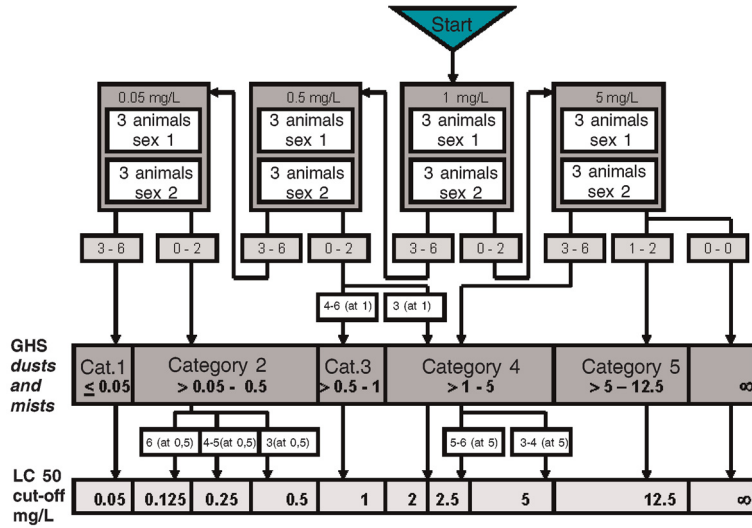 Start
0.05 mg/L
0.5 mg/L
1 mg/L
5 mg/L
3 animals
sex 1
3 animals
sex 1
3 animals
sex 1
3 animals
sex 1
3 animals
sex 2
3 animals
sex 2
3 animals
sex 2
3 animals
sex 2
3 - 6
0 - 2
3 - 6
0 - 2
3 - 6
0 - 2
3 - 6
1 - 2
0 - 0
4-6 (at 1)
3 (at 1)
GHS
dusts
and
mists
Cat.1
≤ 0.05
Category 2
> 0.05 - 0.5
Cat.3
> 0.5 - 1
Category 4
> 1 - 5
Category 5
> 5 – 12.5
∞
6 (at 0,5)
4-5(at 0,5)
3(at 0,5)
5-6 (at 5)
3-4 (at 5)
LC 50
cut-off
mg/L
0.05
0.125
0.25
0.5
1
2
2.5
5
12.5
∞